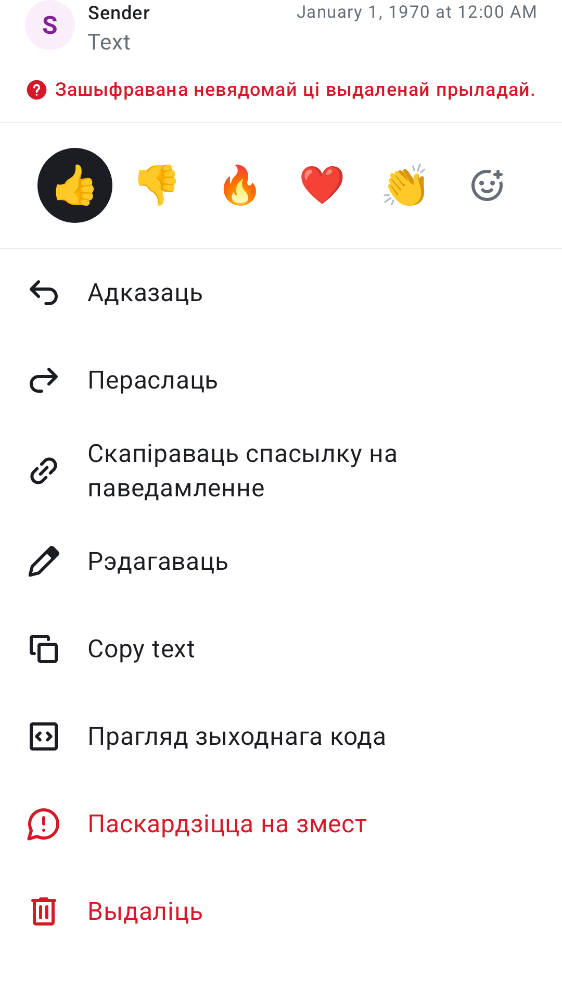 S
Sender
January 1, 1970 at 12:00 AM
Text
Зашыфравана невядомай ці выдаленай прыладай.
Адказаць
Пераслаць
Скапіраваць спасылку на
паведамленне
Рэдагаваць
Copy text
Прагляд зыходнага кода
Паскардзіцца на змест
Выдаліць